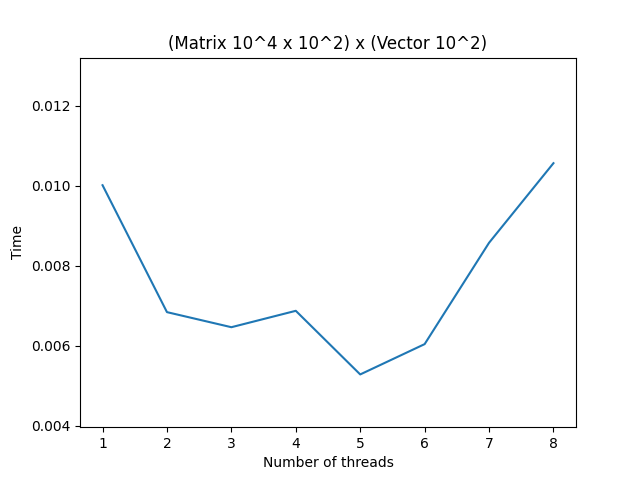 (Matrix 10^4 x 10^2) x (Vector 10^2)
0.012
0.010
0.008
0.006
0.004
Time
1 2 3 4 5 6 7 8
Number of threads